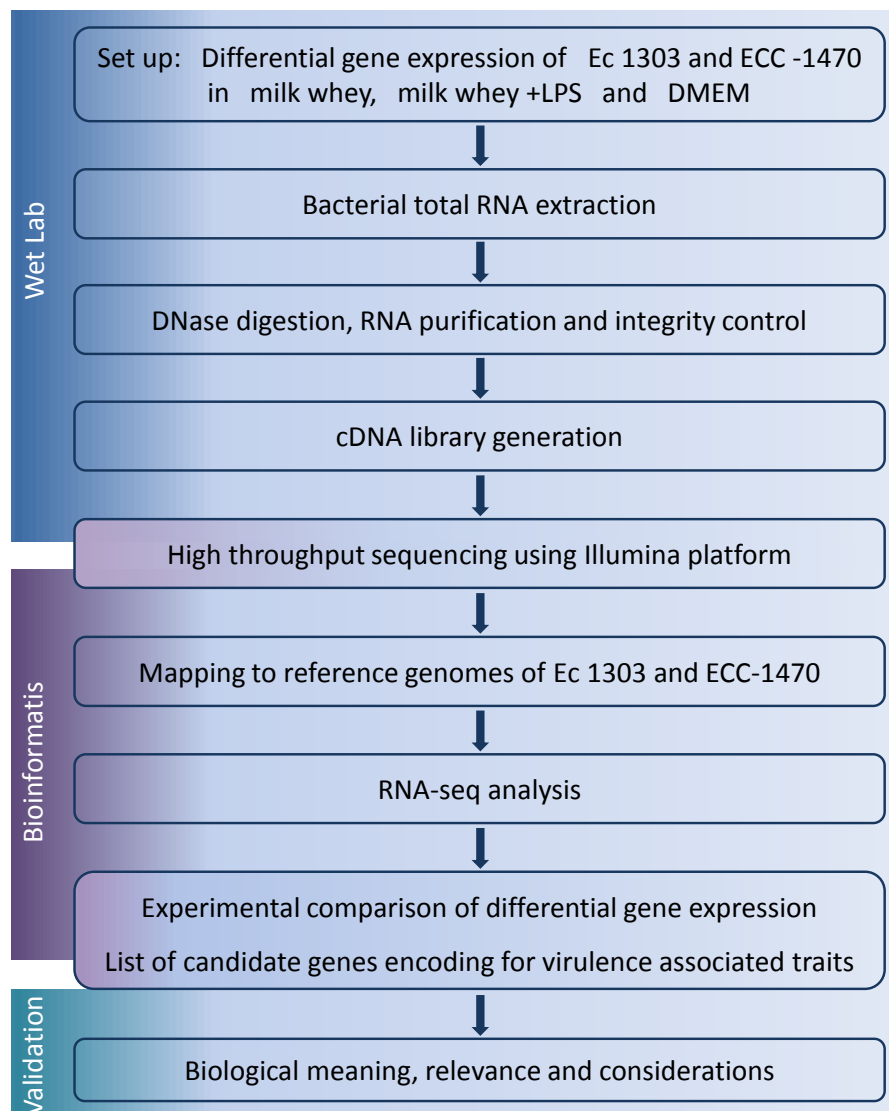 Set up: Differential gene expression of Ec 1303 and ECC -1470
in milk whey, milk whey +LPS and DMEM
Wet Lab
Bacterial total RNA extraction
DNase digestion, RNA purification and integrity control
cDNA library generation
High throughput sequencing using Illumina platform
Bioinformatis
Mapping to reference genomes of Ec 1303 and ECC-1470
RNA-seq analysis
Experimental comparison of differential gene expression
List of candidate genes encoding for virulence associated traits
Validation
Biological meaning, relevance and considerations